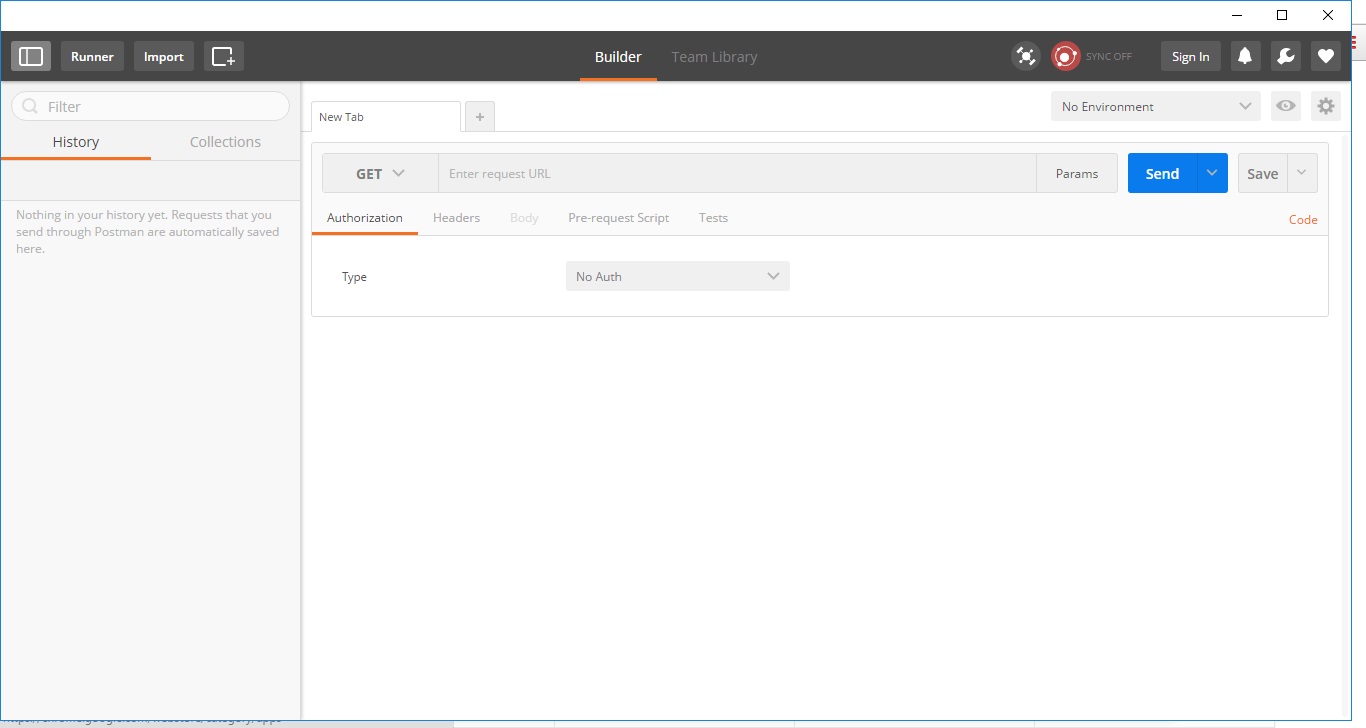 Runner
Import
Builder
Team Library
SYNC OFF
Sign In
Filter
History
Collections
Nothing in your history yet. Requests that you
send through Postman are automatically saved
here.
New Tab
+
No Environment
GET
Enter request URL
Params
Send
Save
Authorization
Headers
Body
Pre-request Script
Tests
Code
Type
No Auth